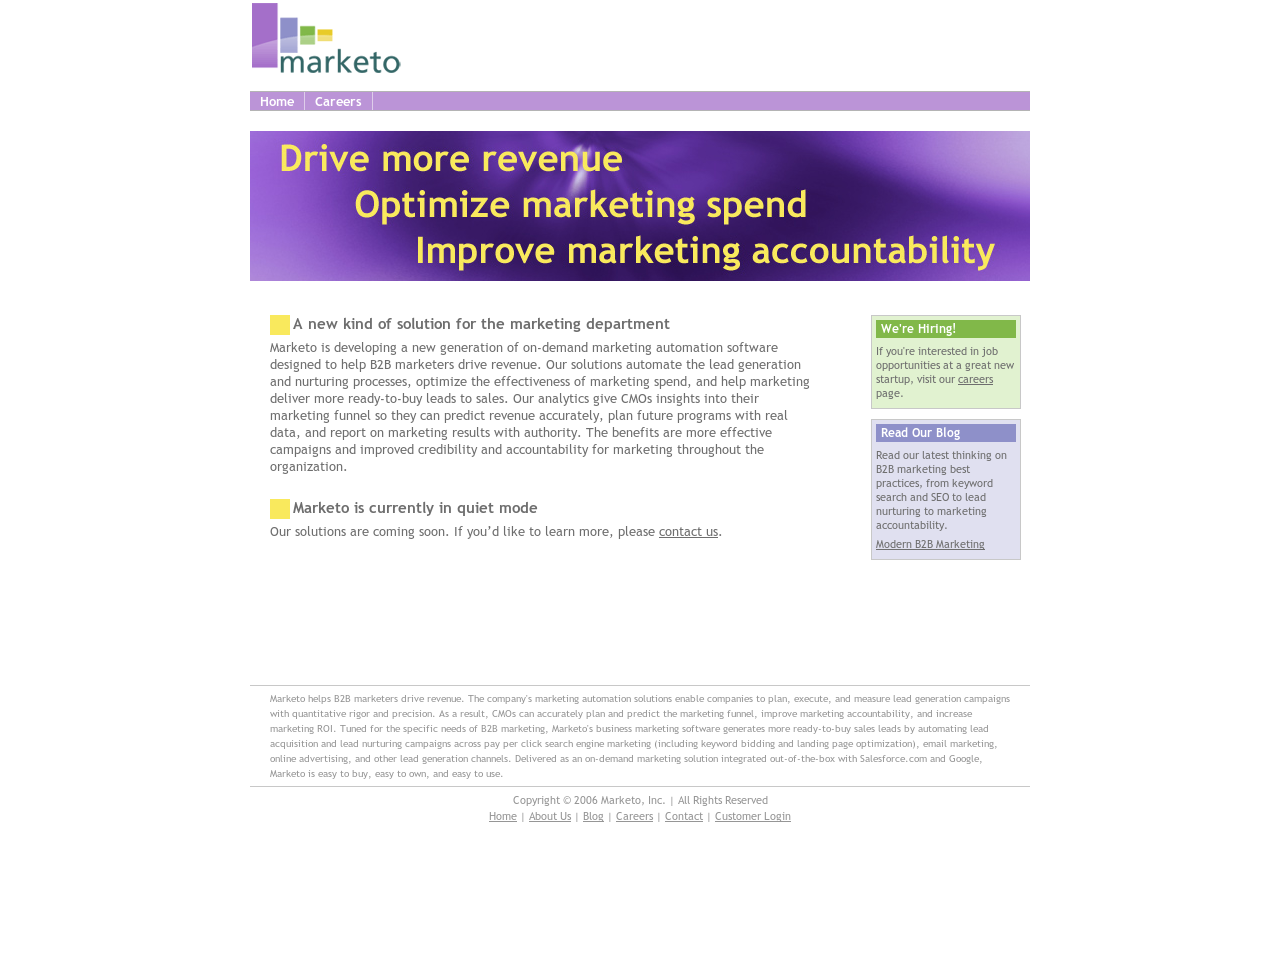 marketo
Home
Careers
Drive more revenue
Optimize marketing spend
Improve marketing accountability
A new kind of solution for the marketing department
Marketo is developing a new generation of on-demand marketing automation software
designed to help B2B marketers drive revenue. Our solutions automate the lead generation
and nurturing processes, optimize the effectiveness of marketing spend, and help marketing
deliver more ready-to-buy leads to sales. Our analytics give CMOs insights into their
marketing funnel so they can predict revenue accurately, plan future programs with real
data, and report on marketing results with authority. The benefits are more effective
campaigns and improved credibility and accountability for marketing throughout the
organization.
Marketo is currently in quiet mode
Our solutions are coming soon. If you’d like to learn more, please contact us.
We're Hiring!
If you're interested in job
opportunities at a great new
startup, visit our careers
page.
Read Our Blog
Read our latest thinking on
B2B marketing best
practices, from keyword
search and SEO to lead
nurturing to marketing
accountability.
Modern B2B Marketing
Marketo helps B2B marketers drive revenue. The company's marketing automation solutions enable companies to plan, execute, and measure lead generation campaigns
with quantitative rigor and precision. As a result, CMOs can accurately plan and predict the marketing funnel, improve marketing accountability, and increase
marketing ROI. Tuned for the specific needs of B2B marketing, Marketo's business marketing software generates more ready-to-buy sales leads by automating lead
acquisition and lead nurturing campaigns across pay per click search engine marketing (including keyword bidding and landing page optimization), email marketing,
online advertising, and other lead generation channels. Delivered as an on-demand marketing solution integrated out-of-the-box with Salesforce.com and Google,
Marketo is easy to buy, easy to own, and easy to use.
Copyright © 2006 Marketo, Inc. | All Rights Reserved
Home | About Us | Blog | Careers | Contact | Customer Login